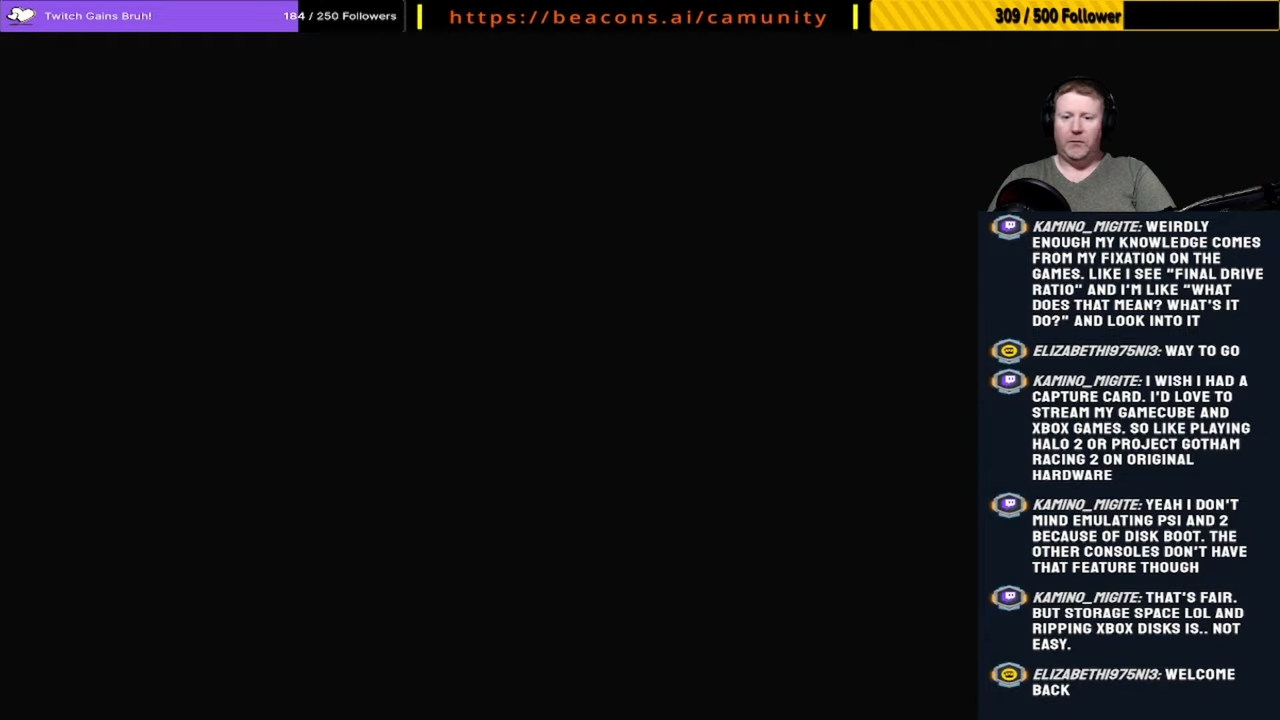 Twitch Gains Bruh!
184 / 250 Followers
https://beacons.ai/camunity
309 / 500 Follower
KAMINO_MIGITE: WEIRDLY
ENOUGH MY KNOWLEDGE COMES
FROM MY FIXATION ON THE
GAMES. LIKE I SEE "FINAL DRIVE
RATIO" AND I'M LIKE "WHAT
DOES THAT MEAN? WHAT'S IT
DO?" AND LOOK INTO IT
ELIZABETH1975N13: WAY TO GO
KAMINO_MIGITE: I WISH I HAD A
CAPTURE CARD. I'D LOVE TO
STREAM MY GAMECUBE AND
XBOX GAMES. SO LIKE PLAYING
HALO 2 OR PROJECT GOTHAM
RACING 2 ON ORIGINAL
HARDWARE
KAMINO_MIGITE: YEAH I DON'T
MIND EMULATING PS1 AND 2
BECAUSE OF DISK BOOT. THE
OTHER CONSOLES DON'T HAVE
THAT FEATURE THOUGH
KAMINO_MIGITE: THAT'S FAIR.
BUT STORAGE SPACE LOL AND
RIPPING XBOX DISKS IS.. NOT
EASY.
ELIZABETH1975N13: WELCOME
BACK